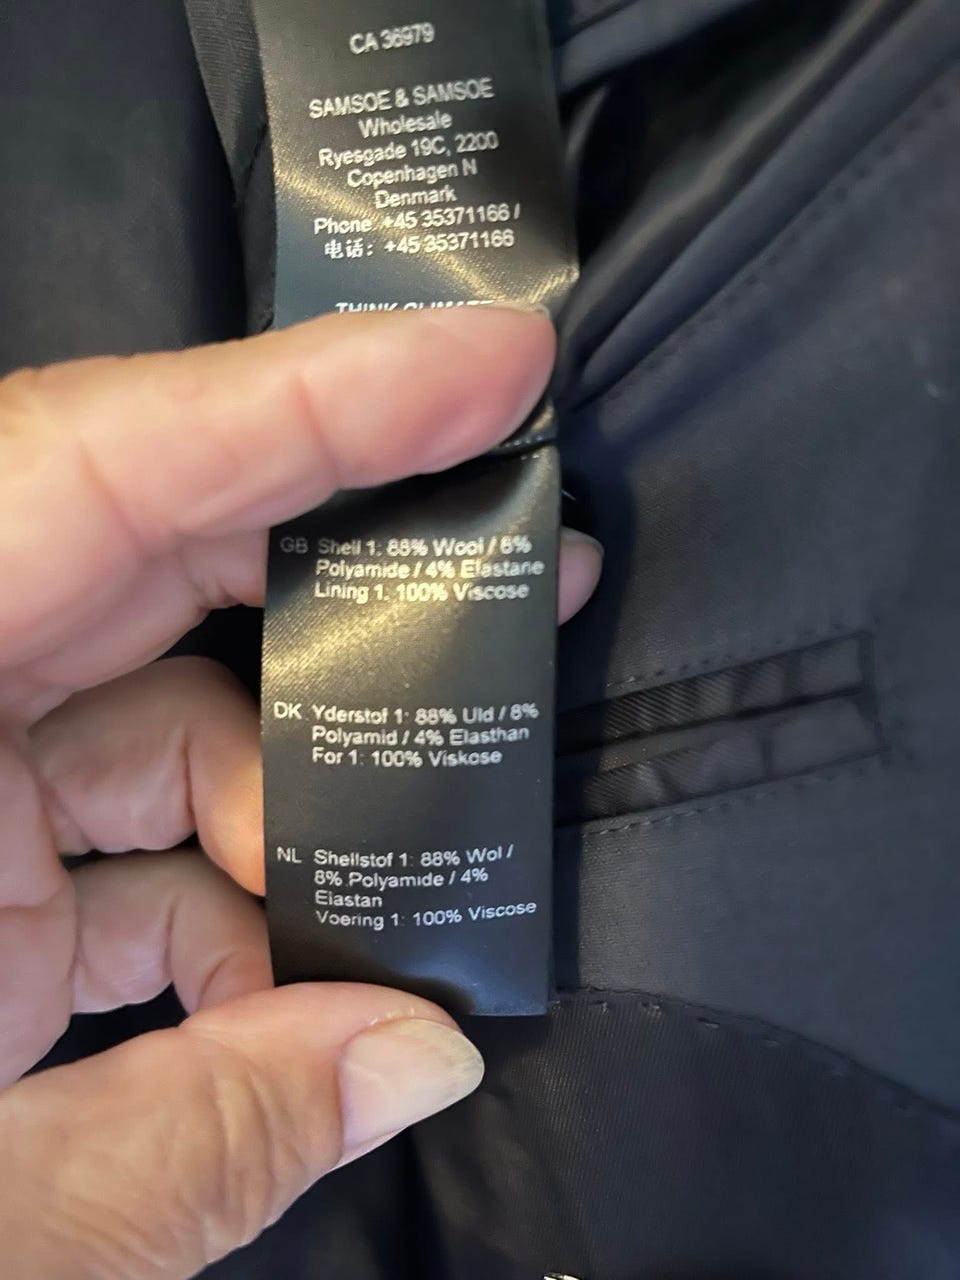 CA 36979
SAMSOE & SAMSOE
Wholesale
Ryesgade 19C, 2200
Copenhagen N
Denmark
Phone: +45 35371166 /
电话: +45 35371166
THINK CLIMATE
GB Shell 1: 88% Wool / 8%
Polyamide / 4% Elastane
Lining 1: 100% Viscose
DK Yderstof 1: 88% Uld / 8%
Polyamid / 4% Elasthan
For 1: 100% Viskose
NL Shellstof 1: 88% Wol /
8% Polyamide / 4%
Elastan
Voering 1: 100% Viscose